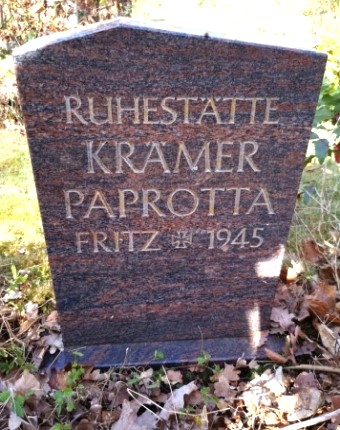 RUHESTÄTTE
KRÄMER
PAPROTTA
FRITZ ✠ 1945